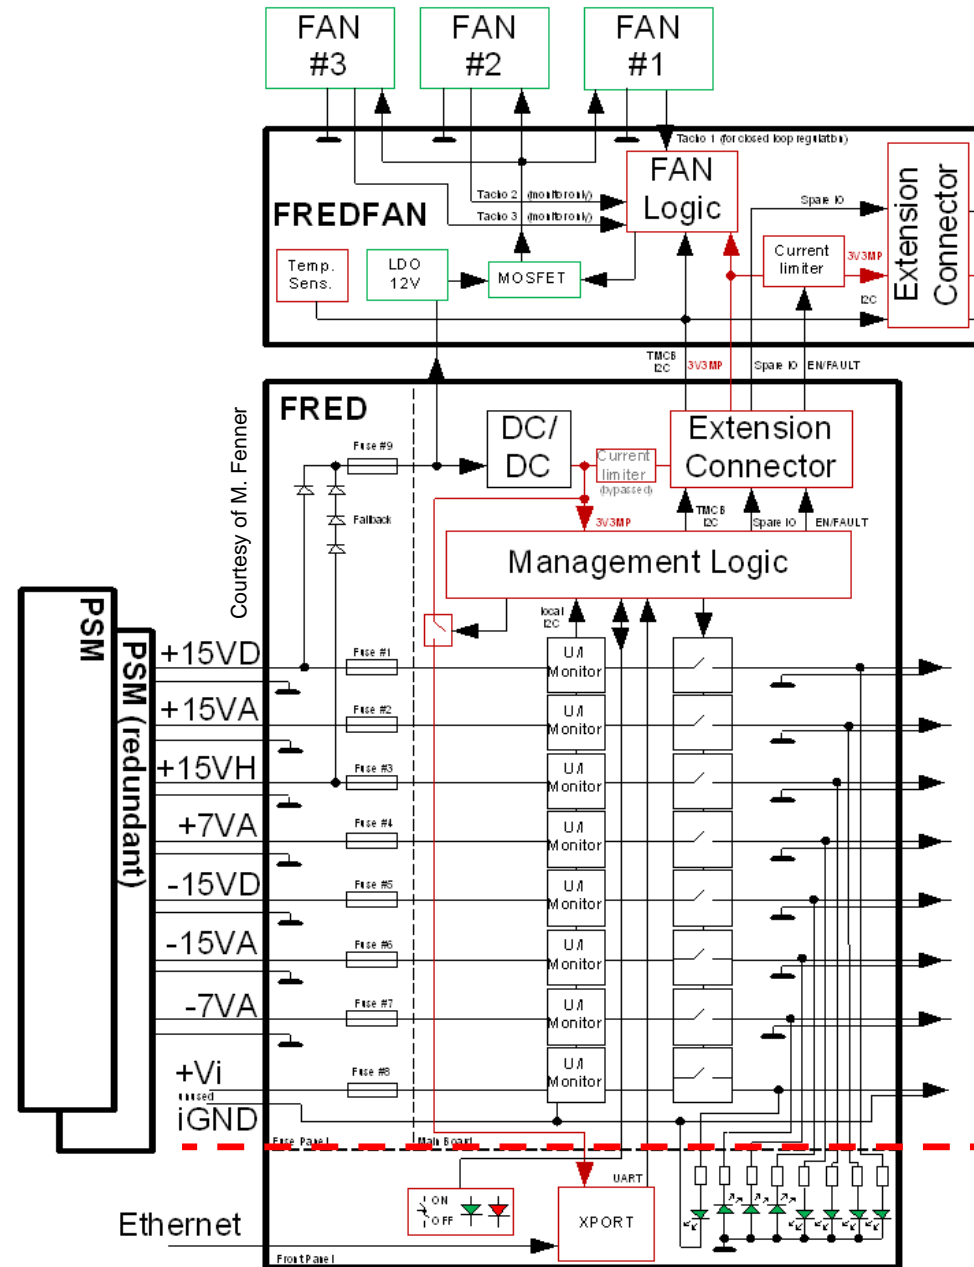 FAN
#3
FAN
#2
FAN
#1
Tacho 1 (for closed loop regulation)
FAN
Logic
Tacho 2 (monitor only)
Tacho 3 (monitor only)
FREDFAN
Spare IO
Extension
Connector
Temp.
Sens.
LDO
12V
MOSFET
Current
limiter
3V3MP
I2C
TMCB
I2C
3V3MP
Spare IO
EN/FAULT
FRED
Courtesy of M. Fenner
Fuse #9
Fallback
DC/
DC
Current
limiter
(bypassed)
Extension
Connector
3V3MP
TMCB
I2C
Spare IO
EN/FAULT
Management Logic
local
I2C
PSM
PSM (redundant)
+15VD
Fuse #1
U/I
Monitor
+15VA
Fuse #2
U/I
Monitor
+15VH
Fuse #3
U/I
Monitor
+7VA
Fuse #4
U/I
Monitor
-15VD
Fuse #5
U/I
Monitor
-15VA
Fuse #6
U/I
Monitor
-7VA
Fuse #7
U/I
Monitor
+Vi
Fuse #8
U/I
Monitor
unused
iGND
Fuse Panel
Main Board
UART
ON
OFF
XPORT
Ethernet
Front Panel